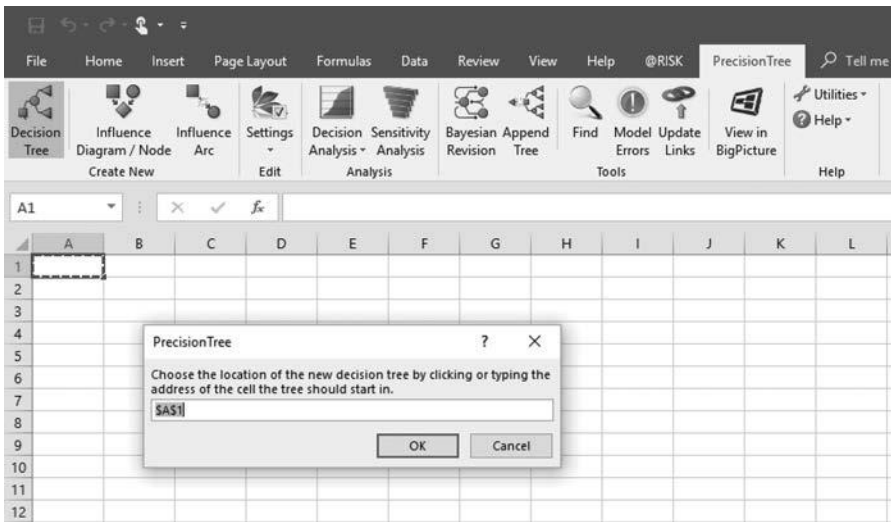 File Home Insert Page Layout Formulas Data Review View Help @RISK PrecisionTree Tell me
Decision Influence Influence Settings Decision Sensitivity Bayesian Append Find Model Update View in Utilities
Tree Diagram / Node Arc Analysis Analysis Revision Tree Errors Links BigPicture Help
Create New Edit Analysis Tools Help
A1 fx
A B C D E F G H I J K L
1
2
3
4
PrecisionTree ? ×
5
Choose the location of the new decision tree by clicking or typing the
6
address of the cell the tree should start in.
7
$A$1
8
9
OK Cancel
10
11
12